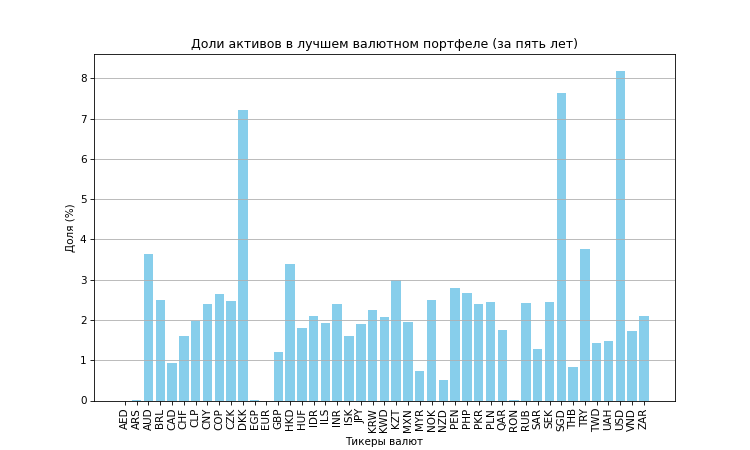 Доли активов в лучшем валютном портфеле (за пять лет)
Доля (%)
8
7
6
5
4
3
2
1
0
AED ARS AUD BRL CAD CHF CLP CNY COP CZK DKK EGP EUR GBP HKD HUF IDR ILS INR ISK JPY KRW KWD KZT MXN MYR NOK NZD PEN PHP PKR PLN QAR RON RUB SAR SEK SGD THB TRY TWD UAH USD VND ZAR
Тикеры валют